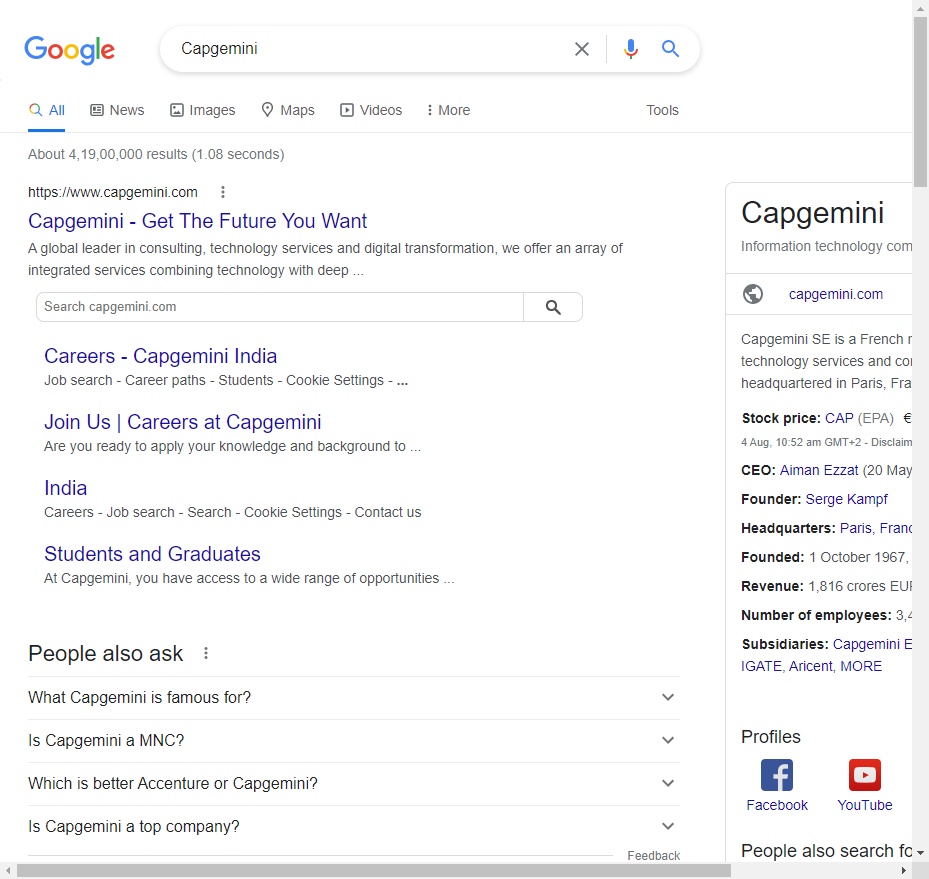 Google
Capgemini
All
News
Images
Maps
Videos
More
Tools
About 4,19,00,000 results (1.08 seconds)
https://www.capgemini.com
Capgemini - Get The Future You Want
A global leader in consulting, technology services and digital transformation, we offer an array of
integrated services combining technology with deep ...
Search capgemini.com
Careers - Capgemini India
Job search - Career paths - Students - Cookie Settings - ...
Join Us | Careers at Capgemini
Are you ready to apply your knowledge and background to ...
India
Careers - Job search - Search - Cookie Settings - Contact us
Students and Graduates
At Capgemini, you have access to a wide range of opportunities ...
People also ask
What Capgemini is famous for?
Is Capgemini a MNC?
Which is better Accenture or Capgemini?
Is Capgemini a top company?
Feedback
Capgemini
Information technology com
capgemini.com
Capgemini SE is a French
technology services and
headquartered in Paris, Fra
Stock price: CAP (EPA) €
4 Aug, 10:52 am GMT+2 - Disclaim
CEO: Aiman Ezzat (20 May
Founder: Serge Kampf
Headquarters: Paris, Franc
Founded: 1 October 1967,
Revenue: 1,816 crores EUR
Number of employees: 3,4
Subsidiaries: Capgemini E
IGATE, Aricent, MORE
Profiles
Facebook
YouTube
People also search fo